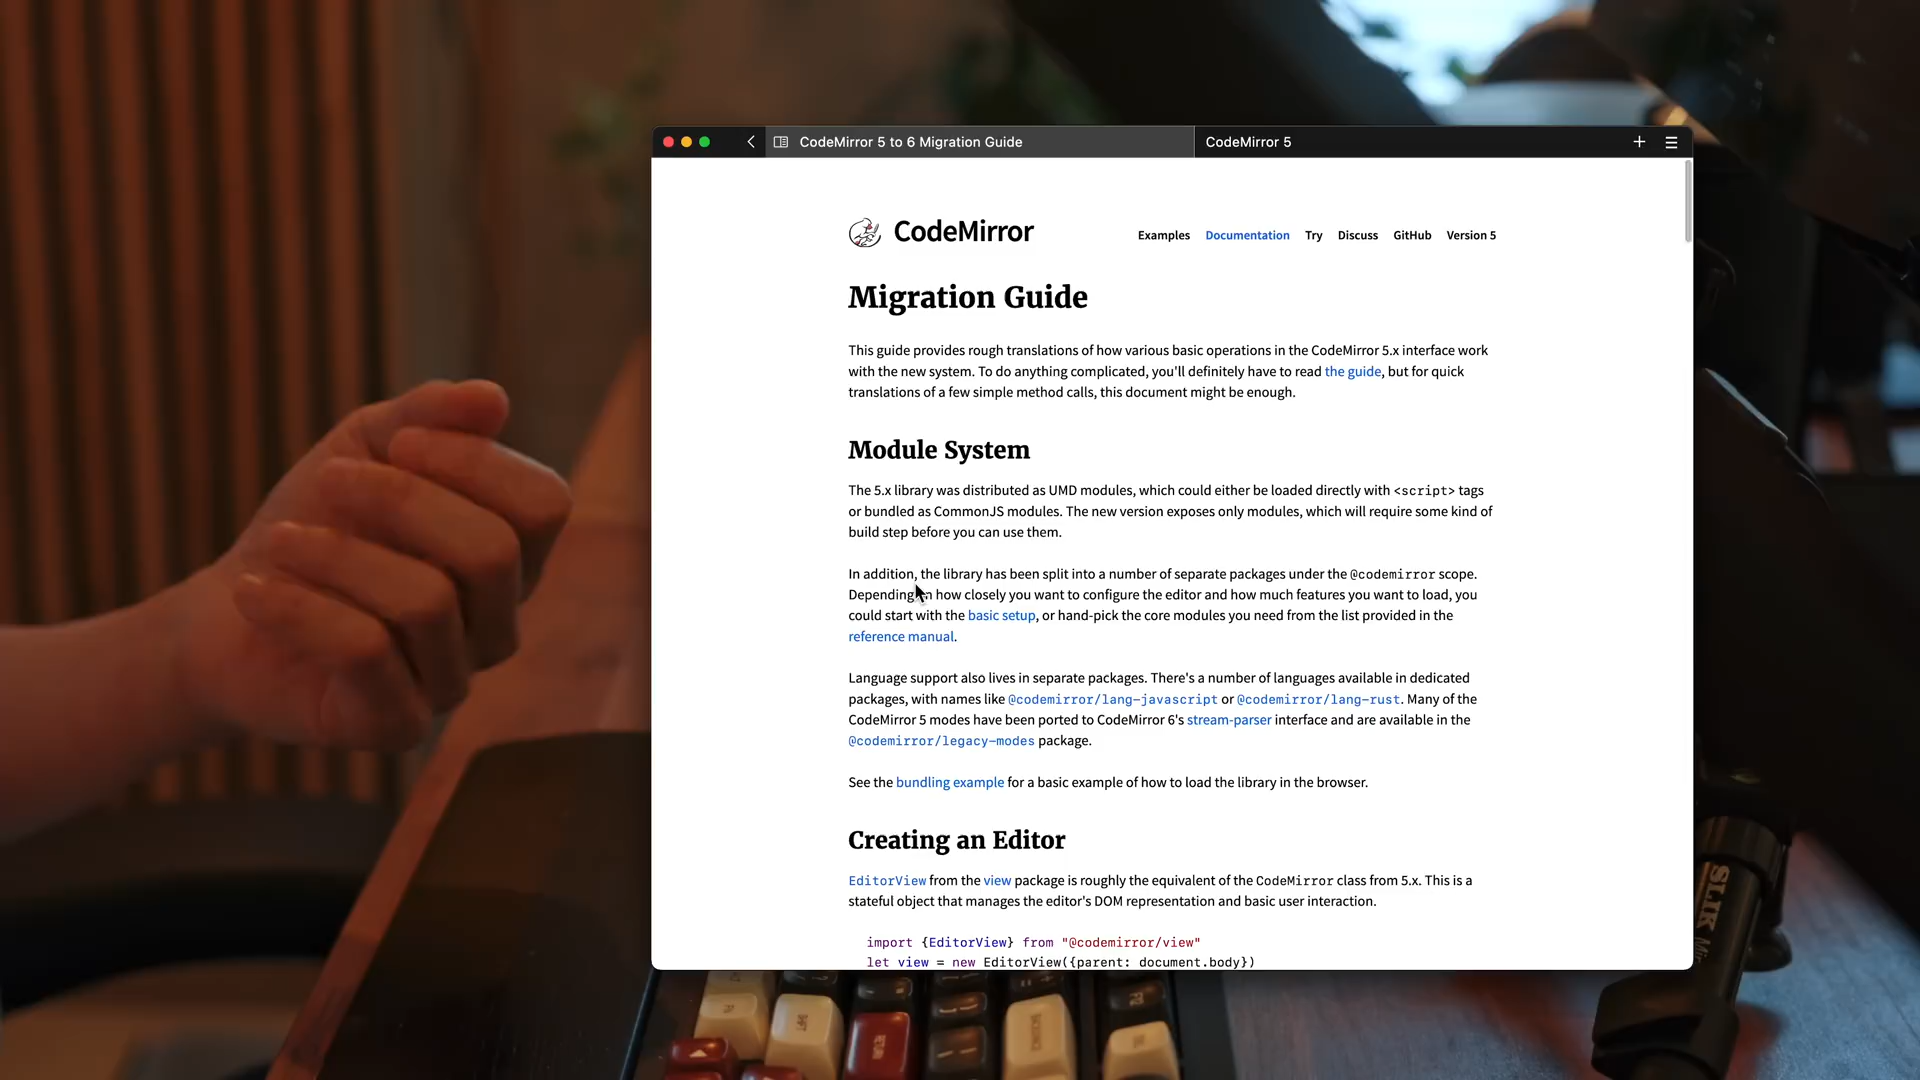 CodeMirror 5 to 6 Migration Guide
CodeMirror 5
CodeMirror
Examples Documentation Try Discuss GitHub Version 5
Migration Guide
This guide provides rough translations of how various basic operations in the CodeMirror 5.x interface work
with the new system. To do anything complicated, you'll definitely have to read the guide, but for quick
translations of a few simple method calls, this document might be enough.
Module System
The 5.x library was distributed as UMD modules, which could either be loaded directly with <script> tags
or bundled as CommonJS modules. The new version exposes only modules, which will require some kind of
build step before you can use them.
In addition, the library has been split into a number of separate packages under the @codemirror scope.
Depending on how closely you want to configure the editor and how much features you want to load, you
could start with the basic setup, or hand-pick the core modules you need from the list provided in the
reference manual.
Language support also lives in separate packages. There's a number of languages available in dedicated
packages, with names like @codemirror/lang-javascript or @codemirror/lang-rust. Many of the
CodeMirror 5 modes have been ported to CodeMirror 6's stream-parser interface and are available in the
@codemirror/legacy-modes package.
See the bundling example for a basic example of how to load the library in the browser.
Creating an Editor
EditorView from the view package is roughly the equivalent of the CodeMirror class from 5.x. This is a
stateful object that manages the editor's DOM representation and basic user interaction.
import {EditorView} from "@codemirror/view"
let view = new EditorView({parent: document.body})
SLIK
RETURN